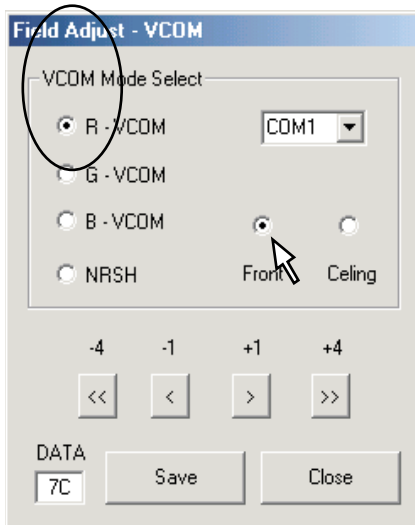 Field Adjust - VCOM
VCOM Mode Select
R - VCOM
COM1
G - VCOM
B - VCOM
NRSH
Front
Celing
-4 -1 +1 +4
<< < > >>
DATA
7C
Save
Close